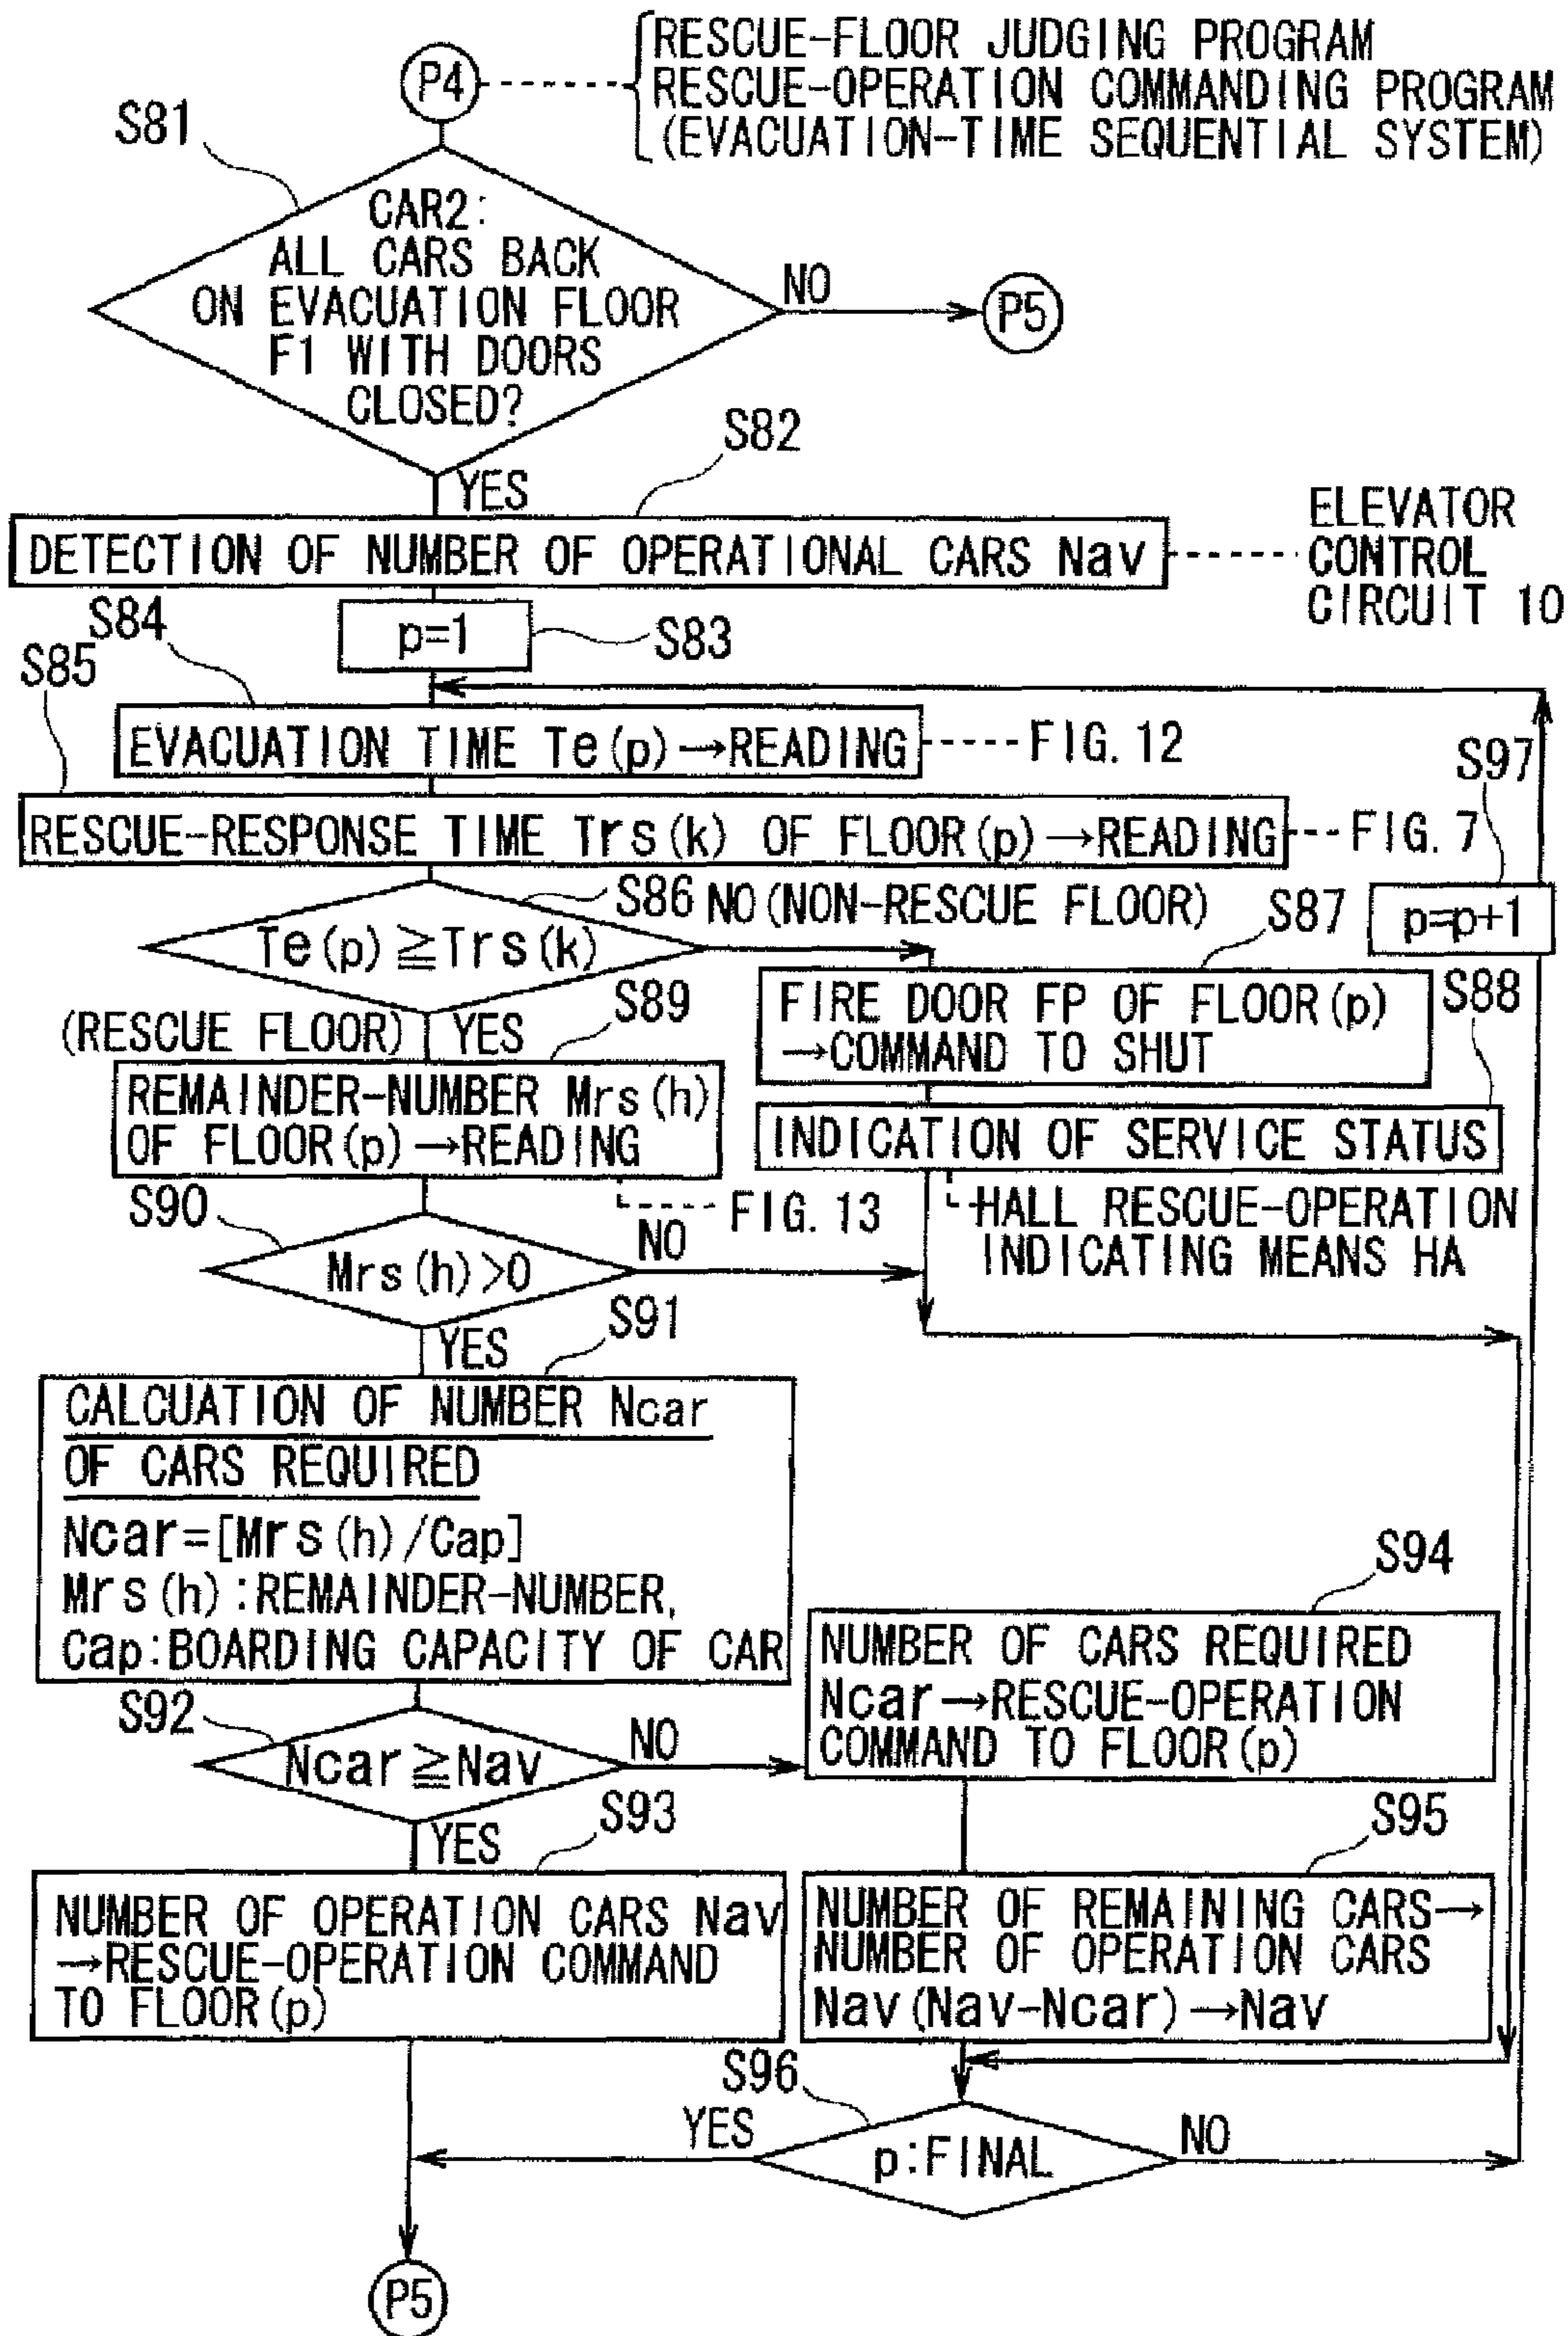 P4
RESCUE-FLOOR JUDGING PROGRAM
RESCUE-OPERATION COMMANDING PROGRAM
(EVACUATION-TIME SEQUENTIAL SYSTEM)
S81
CAR2:
ALL CARS BACK
ON EVACUATION FLOOR
F1 WITH DOORS
CLOSED?
NO
P5
YES
S82
DETECTION OF NUMBER OF OPERATIONAL CARS Nav
ELEVATOR
CONTROL
CIRCUIT 10
p=1
S83
S84
EVACUATION TIME Te(p)→READING
FIG. 12
S85
RESCUE-RESPONSE TIME Trs(k) OF FLOOR(p)→READING
FIG. 7
S97
p=p+1
S86
Te(p)≧Trs(k)
NO(NON-RESCUE FLOOR)
S87
FIRE DOOR FP OF FLOOR(p)
→COMMAND TO SHUT
S88
INDICATION OF SERVICE STATUS
HALL RESCUE-OPERATION
INDICATING MEANS HA
(RESCUE FLOOR)
YES
S89
REMAINDER-NUMBER Mrs(h)
OF FLOOR(p)→READING
FIG. 13
S90
Mrs(h)>0
NO
YES
S91
CALCUATION OF NUMBER Ncar
OF CARS REQUIRED
Ncar=[Mrs(h)/Cap]
Mrs(h):REMAINDER-NUMBER,
Cap:BOARDING CAPACITY OF CAR
S92
Ncar≧Nav
NO
S94
NUMBER OF CARS REQUIRED
Ncar→RESCUE-OPERATION
COMMAND TO FLOOR(p)
YES
S93
NUMBER OF OPERATION CARS Nav
→RESCUE-OPERATION COMMAND
TO FLOOR(p)
S95
NUMBER OF REMAINING CARS→
NUMBER OF OPERATION CARS
Nav(Nav-Ncar)→Nav
S96
p:FINAL
YES
NO
P5